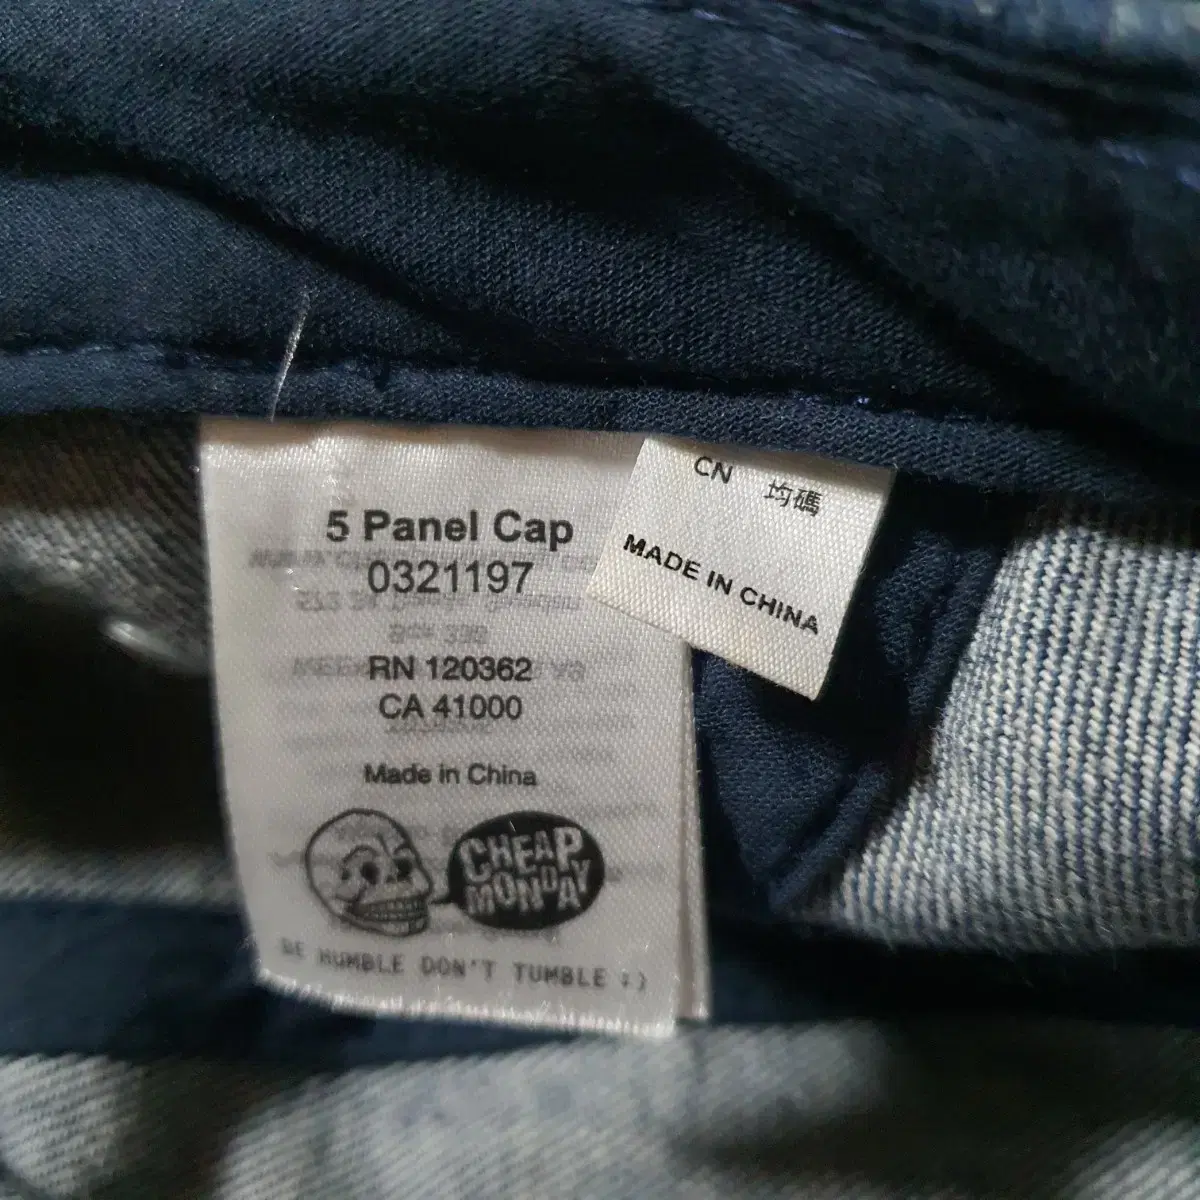 5 Panel Cap
0321197
RN 120362
CA 41000
Made in China
CHEAP
MONDAY
BE HUMBLE DON'T TUMBLE :)
CN
均碼
MADE IN CHINA